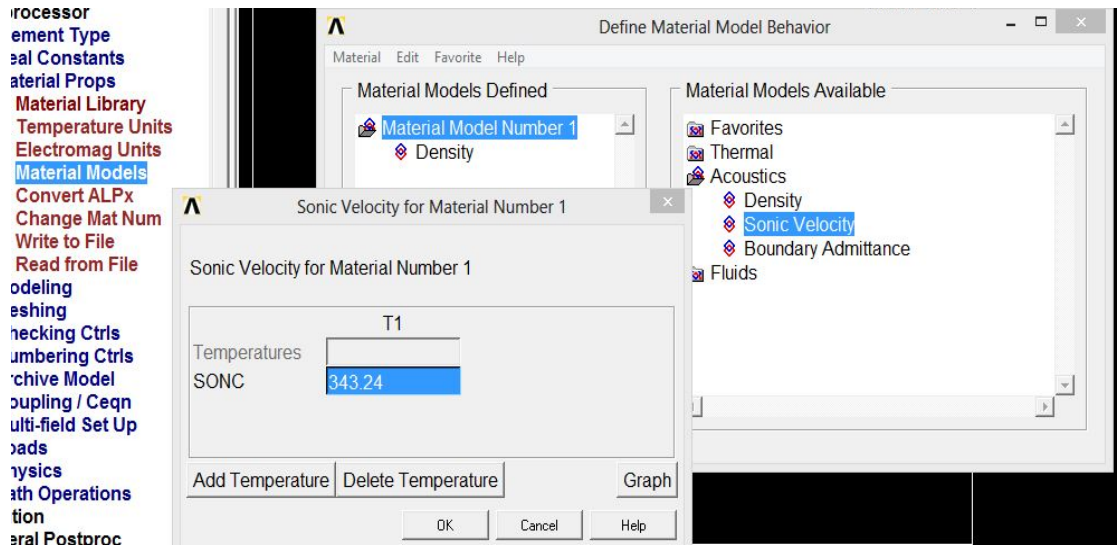 rocessor
ement Type
eal Constants
aterial Props
Material Library
Temperature Units
Electromag Units
Material Models
Convert ALPx
Change Mat Num
Write to File
Read from File
odeling
eshing
hecking Ctrls
umbering Ctrls
rchive Model
oupling / Ceqn
ulti-field Set Up
oads
hysics
ath Operations
tion
eral Postproc
Define Material Model Behavior
Material Edit Favorite Help
Material Models Defined
Material Model Number 1
Density
Material Models Available
Favorites
Thermal
Acoustics
Density
Sonic Velocity
Boundary Admittance
Fluids
Sonic Velocity for Material Number 1
Sonic Velocity for Material Number 1
T1
Temperatures
SONC 343.24
Add Temperature Delete Temperature Graph
OK Cancel Help